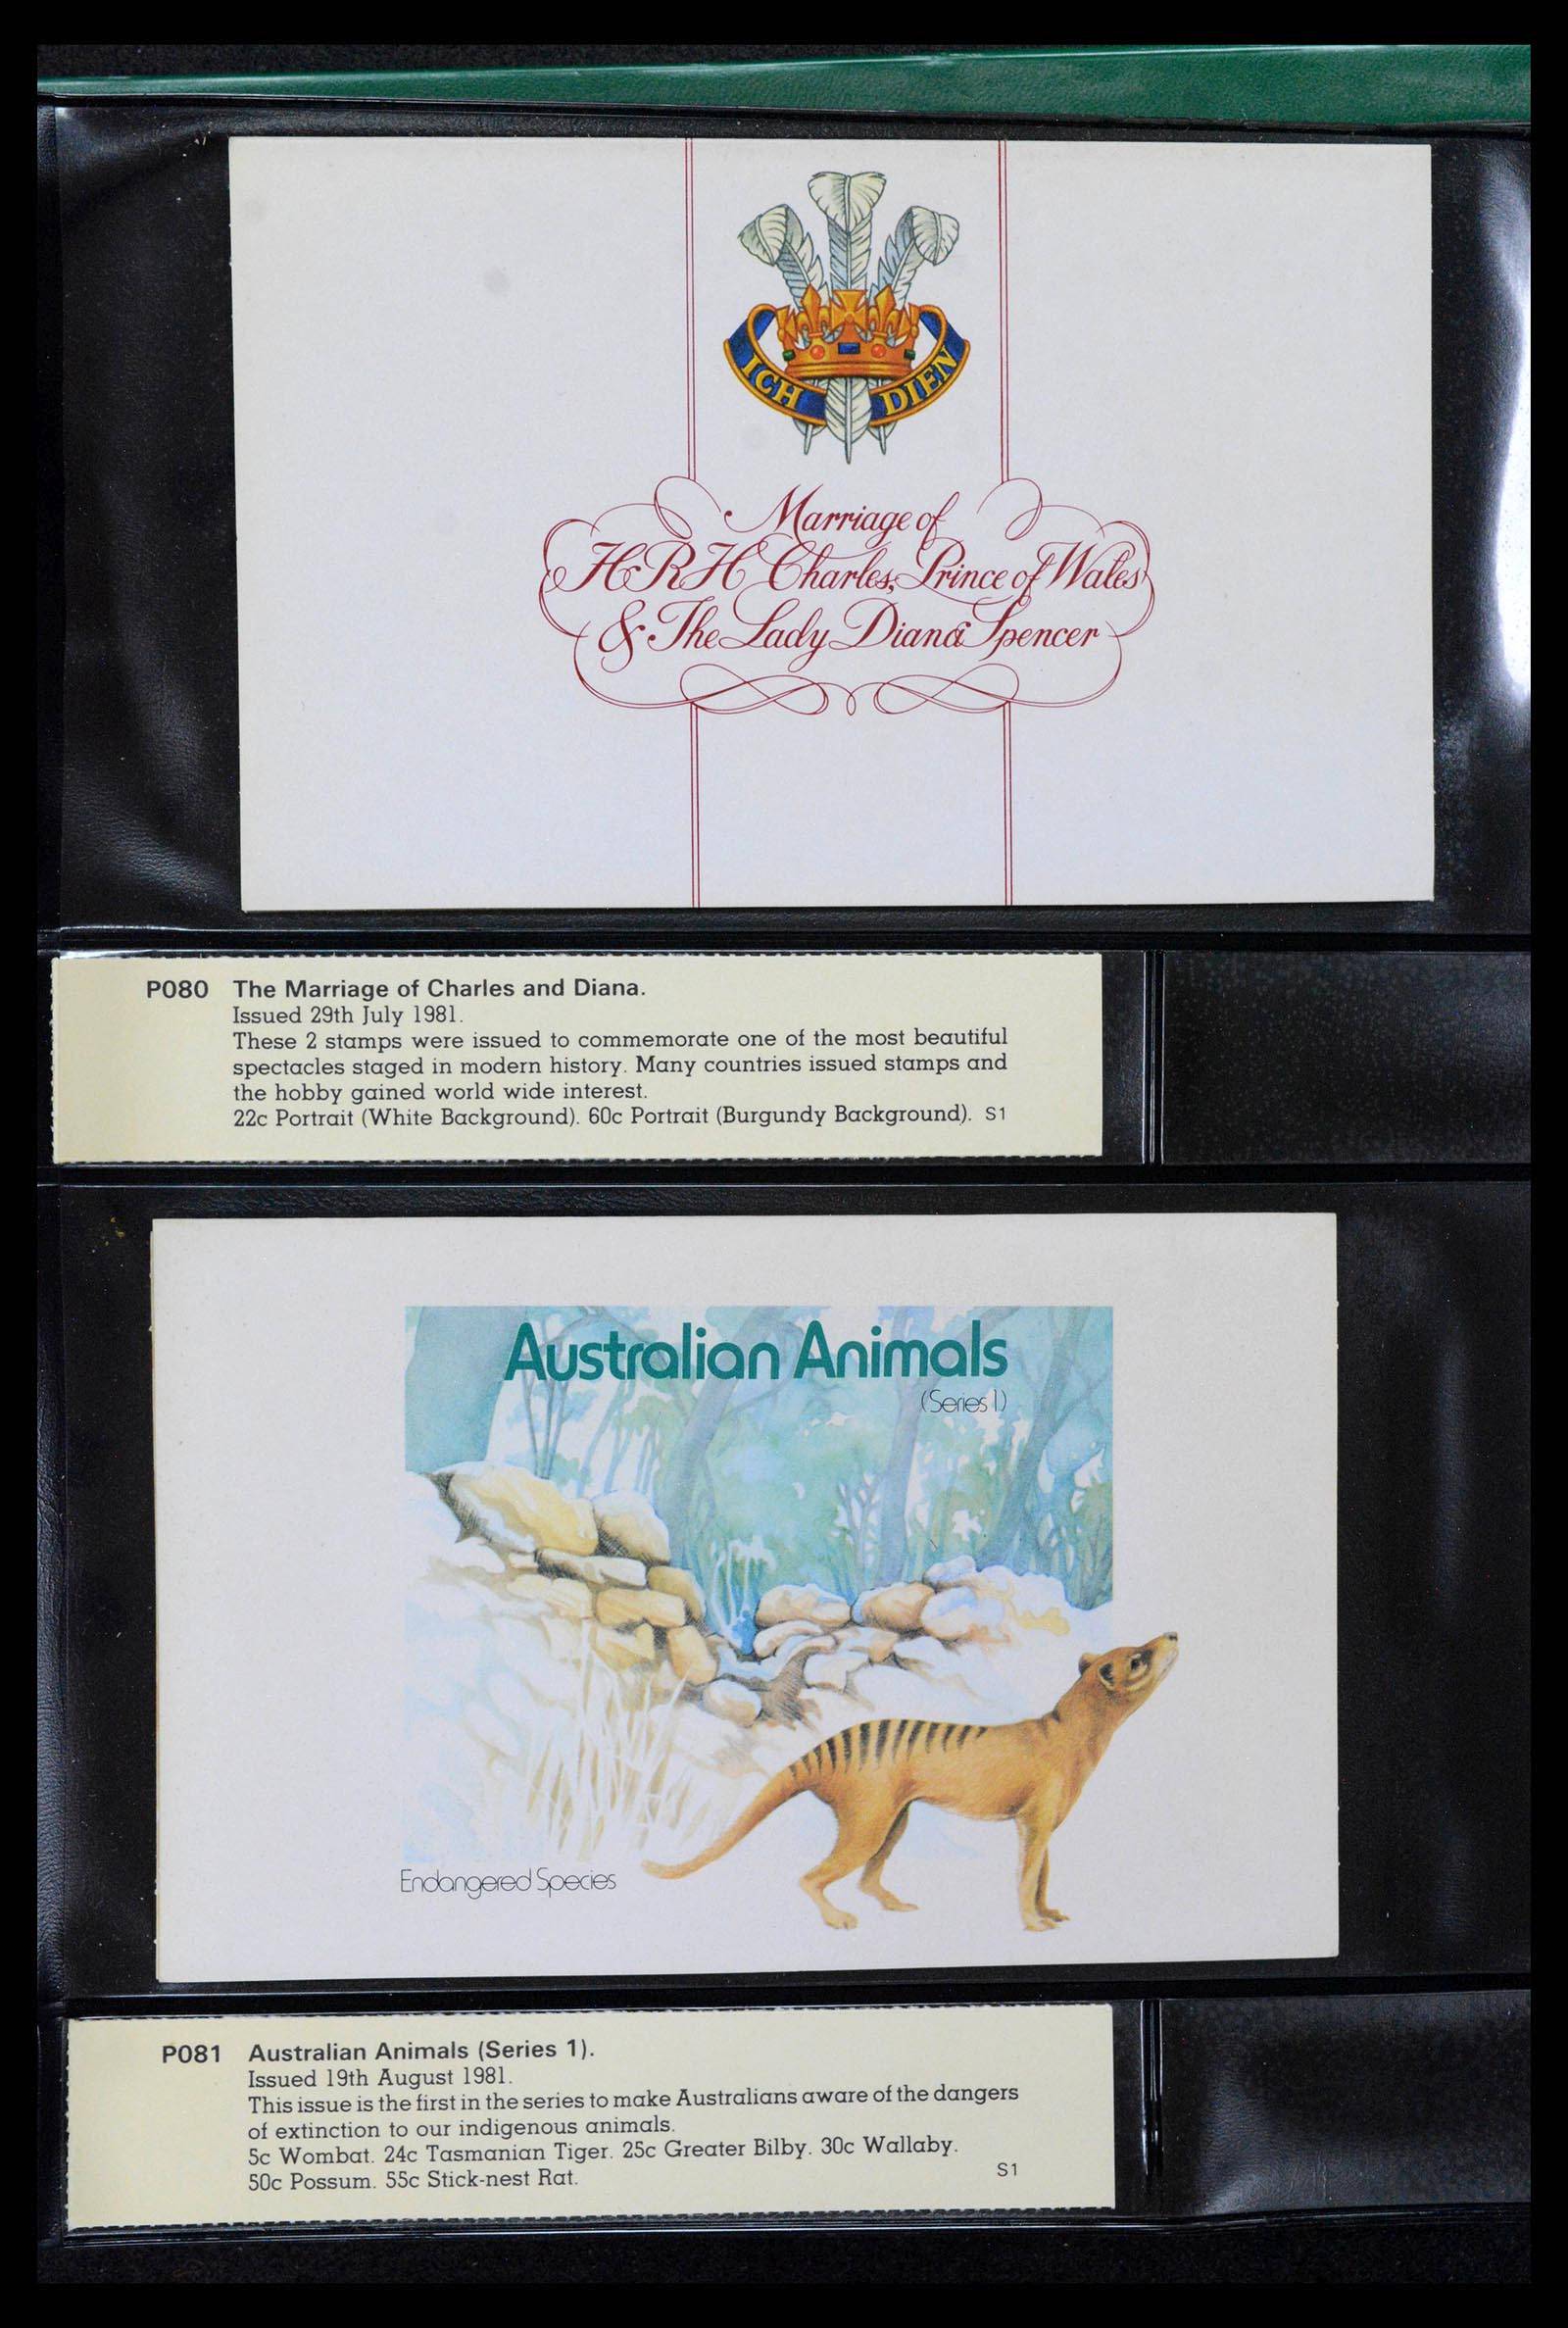 ICH DIEN
Marriage of
H.R.H. Charles, Prince of Wales
& The Lady Diana Spencer
P080 The Marriage of Charles and Diana.
Issued 29th July 1981.
These 2 stamps were issued to commemorate one of the most beautiful
spectacles staged in modern history. Many countries issued stamps and
the hobby gained world wide interest.
22c Portrait (White Background). 60c Portrait (Burgundy Background). S1
Australian Animals
(Series 1)
Endangered Species
P081 Australian Animals (Series 1).
Issued 19th August 1981.
This issue is the first in the series to make Australians aware of the dangers
of extinction to our indigenous animals.
5c Wombat. 24c Tasmanian Tiger. 25c Greater Bilby. 30c Wallaby.
50c Possum. 55c Stick-nest Rat. S1